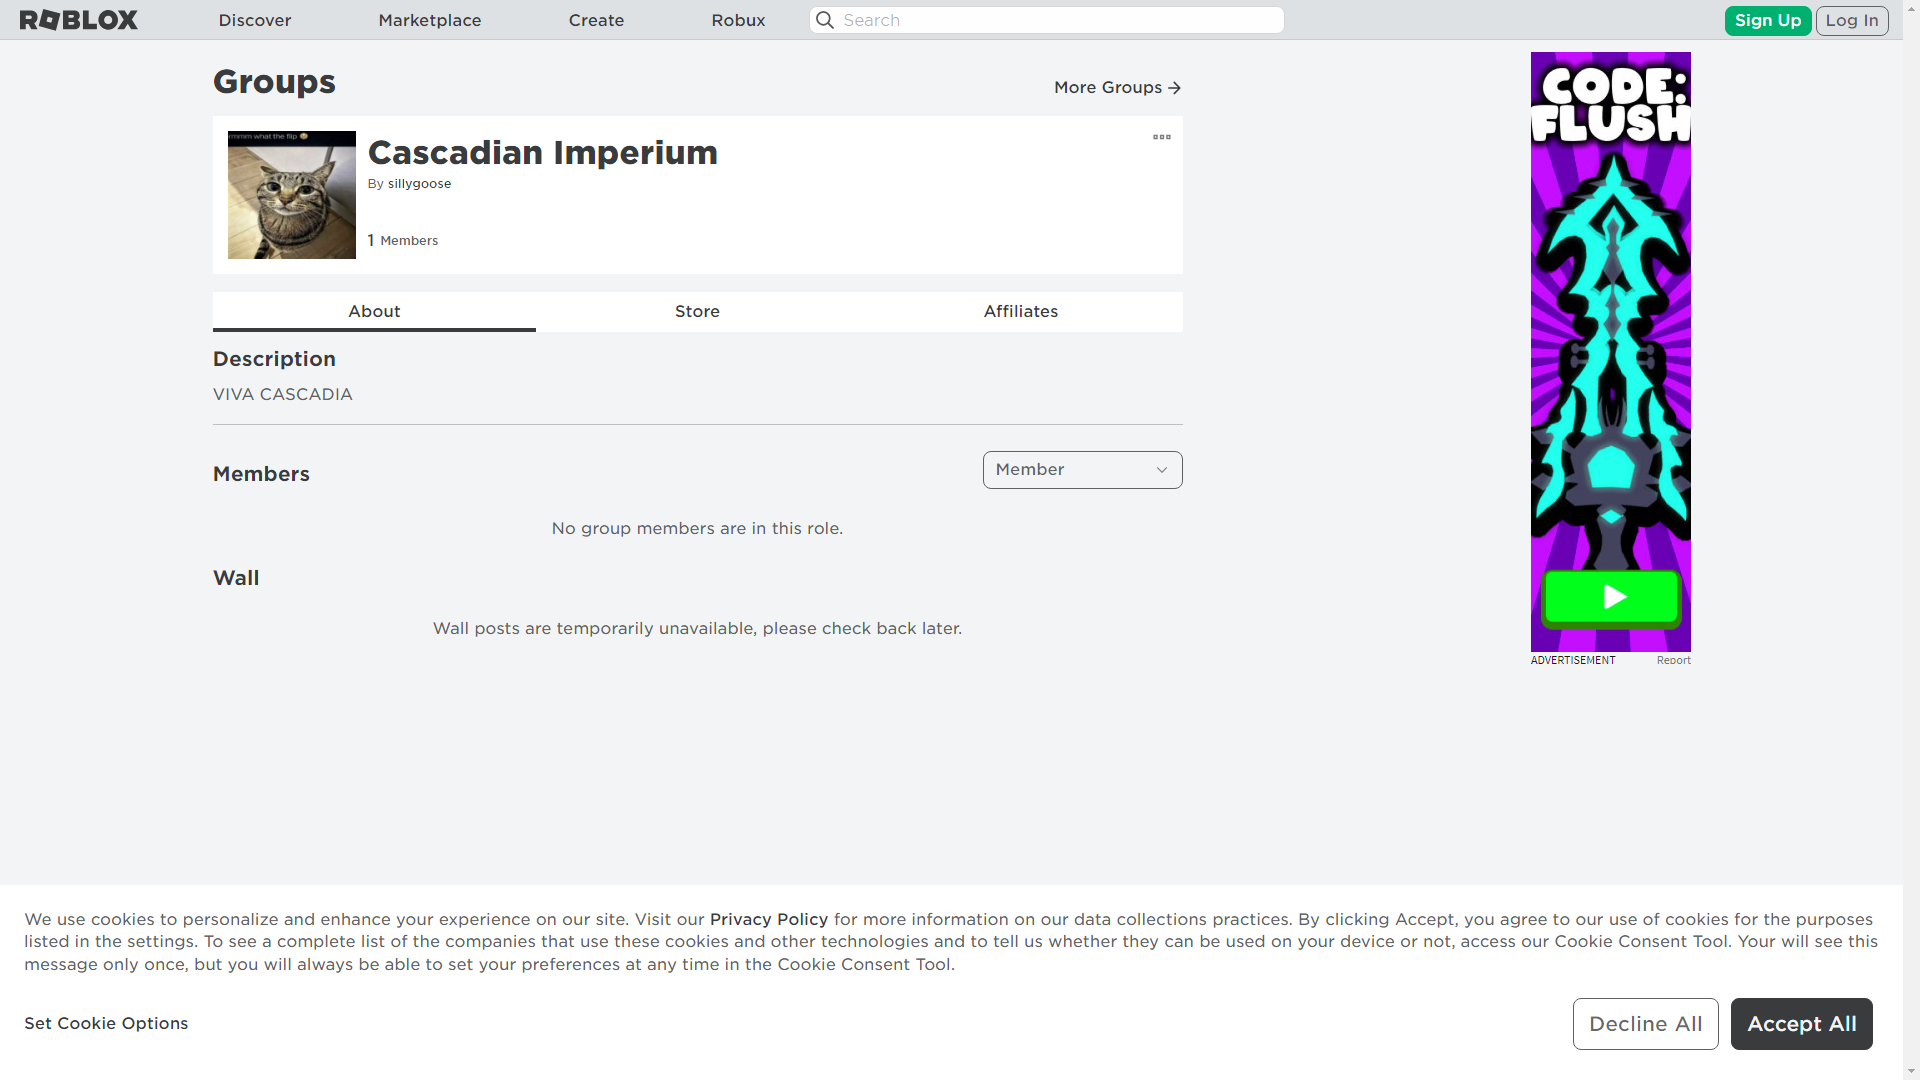 ROBLOX
Discover
Marketplace
Create
Robux
Search
Sign Up
Log In
Groups
More Groups
mmm what the flip
Cascadian Imperium
By sillygoose
1 Members
About
Store
Affiliates
Description
VIVA CASCADIA
Members
Member
No group members are in this role.
Wall
Wall posts are temporarily unavailable, please check back later.
CODE:
FLUSH
ADVERTISEMENT
Report
We use cookies to personalize and enhance your experience on our site. Visit our Privacy Policy for more information on our data collections practices. By clicking Accept, you agree to our use of cookies for the purposes
listed in the settings. To see a complete list of the companies that use these cookies and other technologies and to tell us whether they can be used on your device or not, access our Cookie Consent Tool. Your will see this
message only once, but you will always be able to set your preferences at any time in the Cookie Consent Tool.
Set Cookie Options
Decline All
Accept All